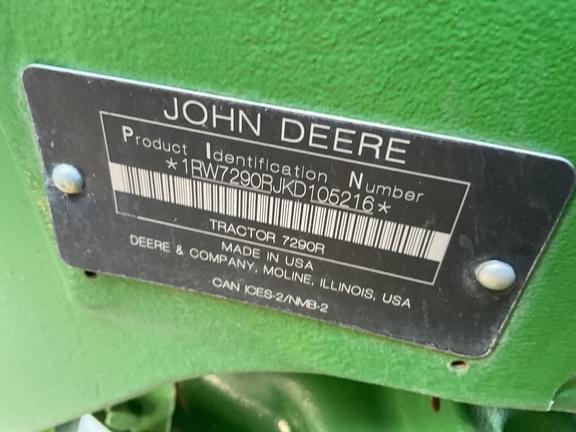 JOHN DEERE
Product Identification Number
*1RW7290RJKD105216*
TRACTOR 7290R
MADE IN USA
DEERE & COMPANY, MOLINE, ILLINOIS, USA
CAN ICES-2/NMB-2